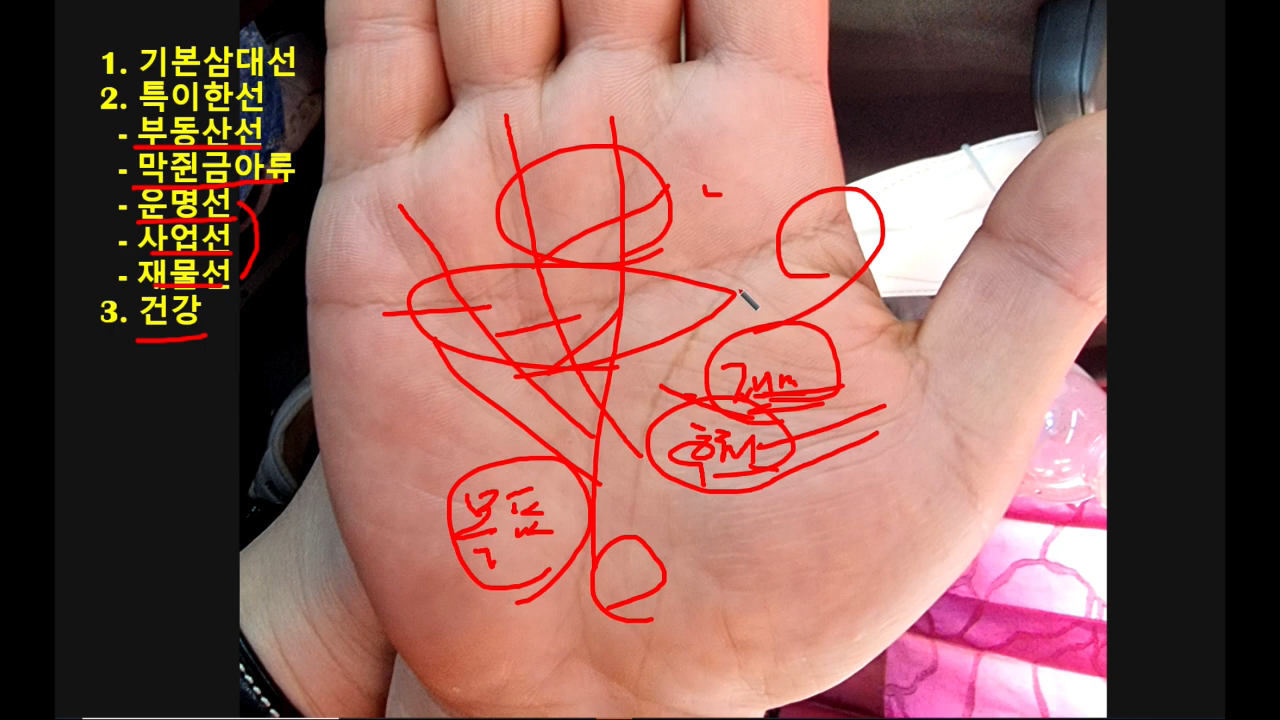 1. 기본삼대선
2. 특이한선
- 부동산선
- 막쥔금아류
- 운명선
- 사업선
- 재물선
3. 건강